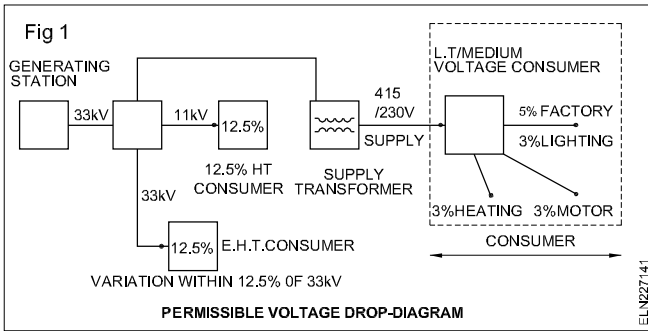 Fig 1
GENERATING
STATION
33kV
11kV
12.5%
12.5% HT
CONSUMER
33kV
12.5%
E.H.T.CONSUMER
VARIATION WITHIN 12.5% 0F 33kV
SUPPLY
TRANSFORMER
415
/230V
SUPPLY
L.T/MEDIUM
VOLTAGE CONSUMER
5% FACTORY
3%LIGHTING
3%HEATING
3%MOTOR
CONSUMER
PERMISSIBLE VOLTAGE DROP-DIAGRAM
ELN227141